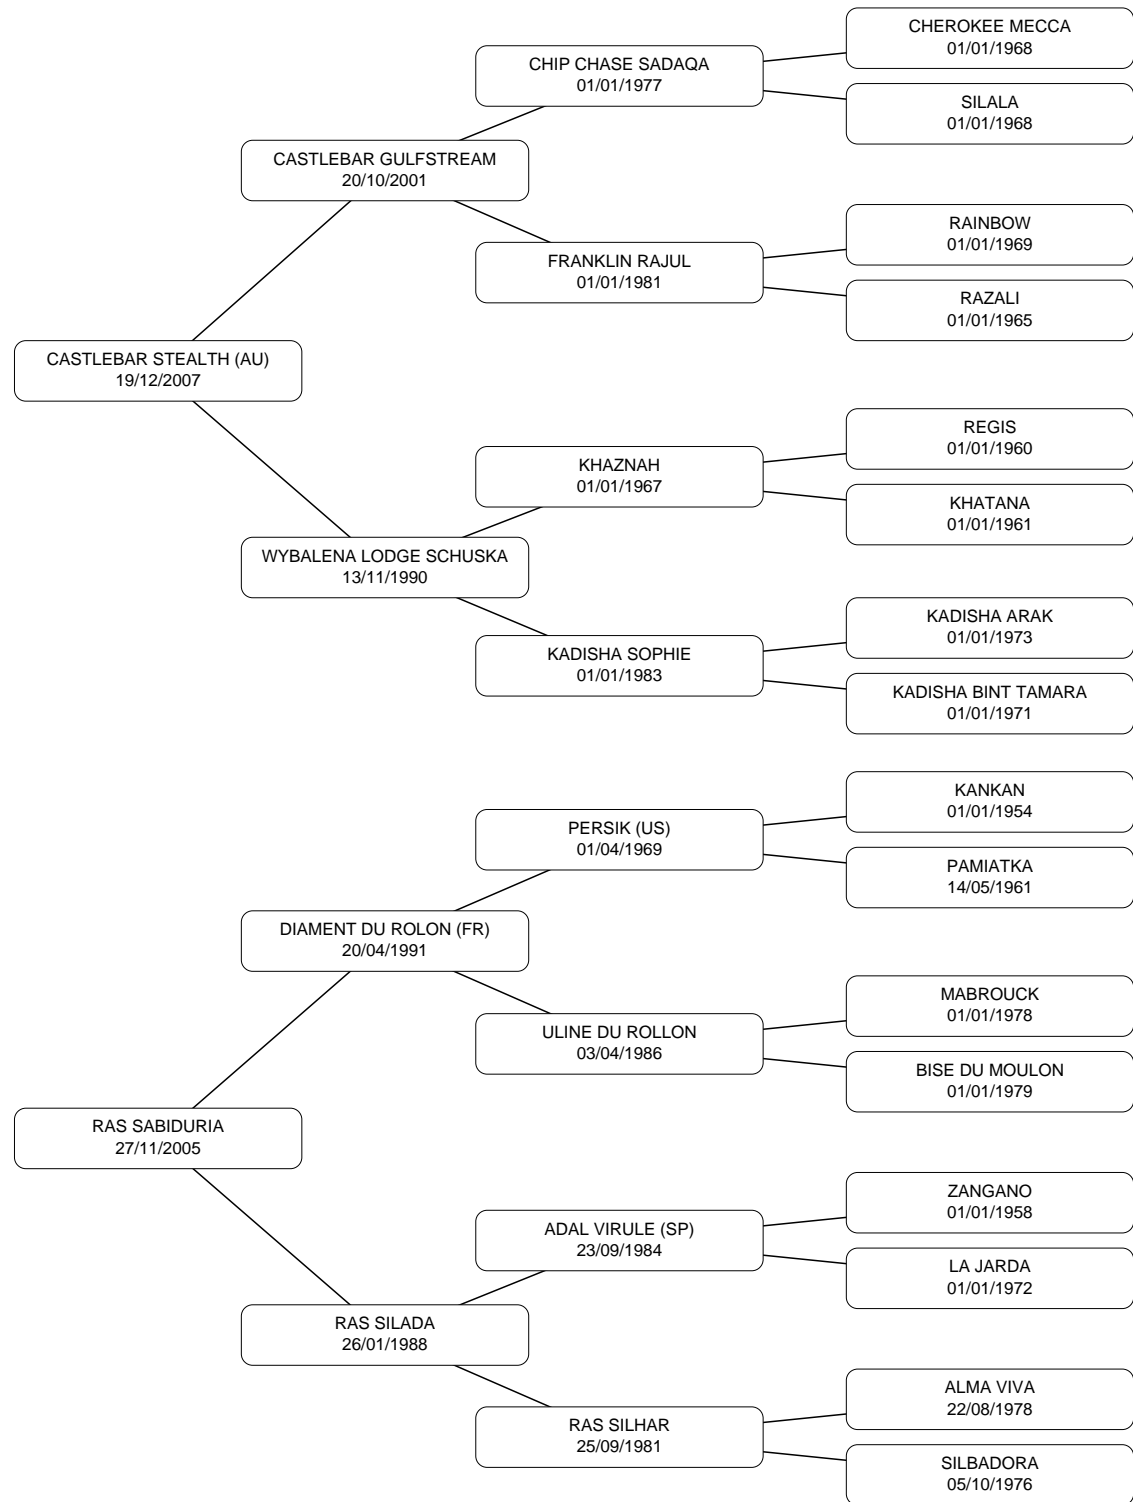 CHEROKEE MECCA
01/01/1968
CHIP CHASE SADAQA
01/01/1977
SILALA
01/01/1968
CASTLEBAR GULFSTREAM
20/10/2001
RAINBOW
01/01/1969
FRANKLIN RAJUL
01/01/1981
RAZALI
01/01/1965
CASTLEBAR STEALTH (AU)
19/12/2007
REGIS
01/01/1960
KHAZNAH
01/01/1967
KHATANA
01/01/1961
WYBALENA LODGE SCHUSKA
13/11/1990
KADISHA ARAK
01/01/1973
KADISHA SOPHIE
01/01/1983
KADISHA BINT TAMARA
01/01/1971
KANKAN
01/01/1954
PERSIK (US)
01/04/1969
PAMIATKA
14/05/1961
DIAMENT DU ROLON (FR)
20/04/1991
MABROUCK
01/01/1978
ULINE DU ROLLON
03/04/1986
BISE DU MOULON
01/01/1979
RAS SABIDURIA
27/11/2005
ZANGANO
01/01/1958
ADAL VIRULE (SP)
23/09/1984
LA JARDA
01/01/1972
RAS SILADA
26/01/1988
ALMA VIVA
22/08/1978
RAS SILHAR
25/09/1981
SILBADORA
05/10/1976